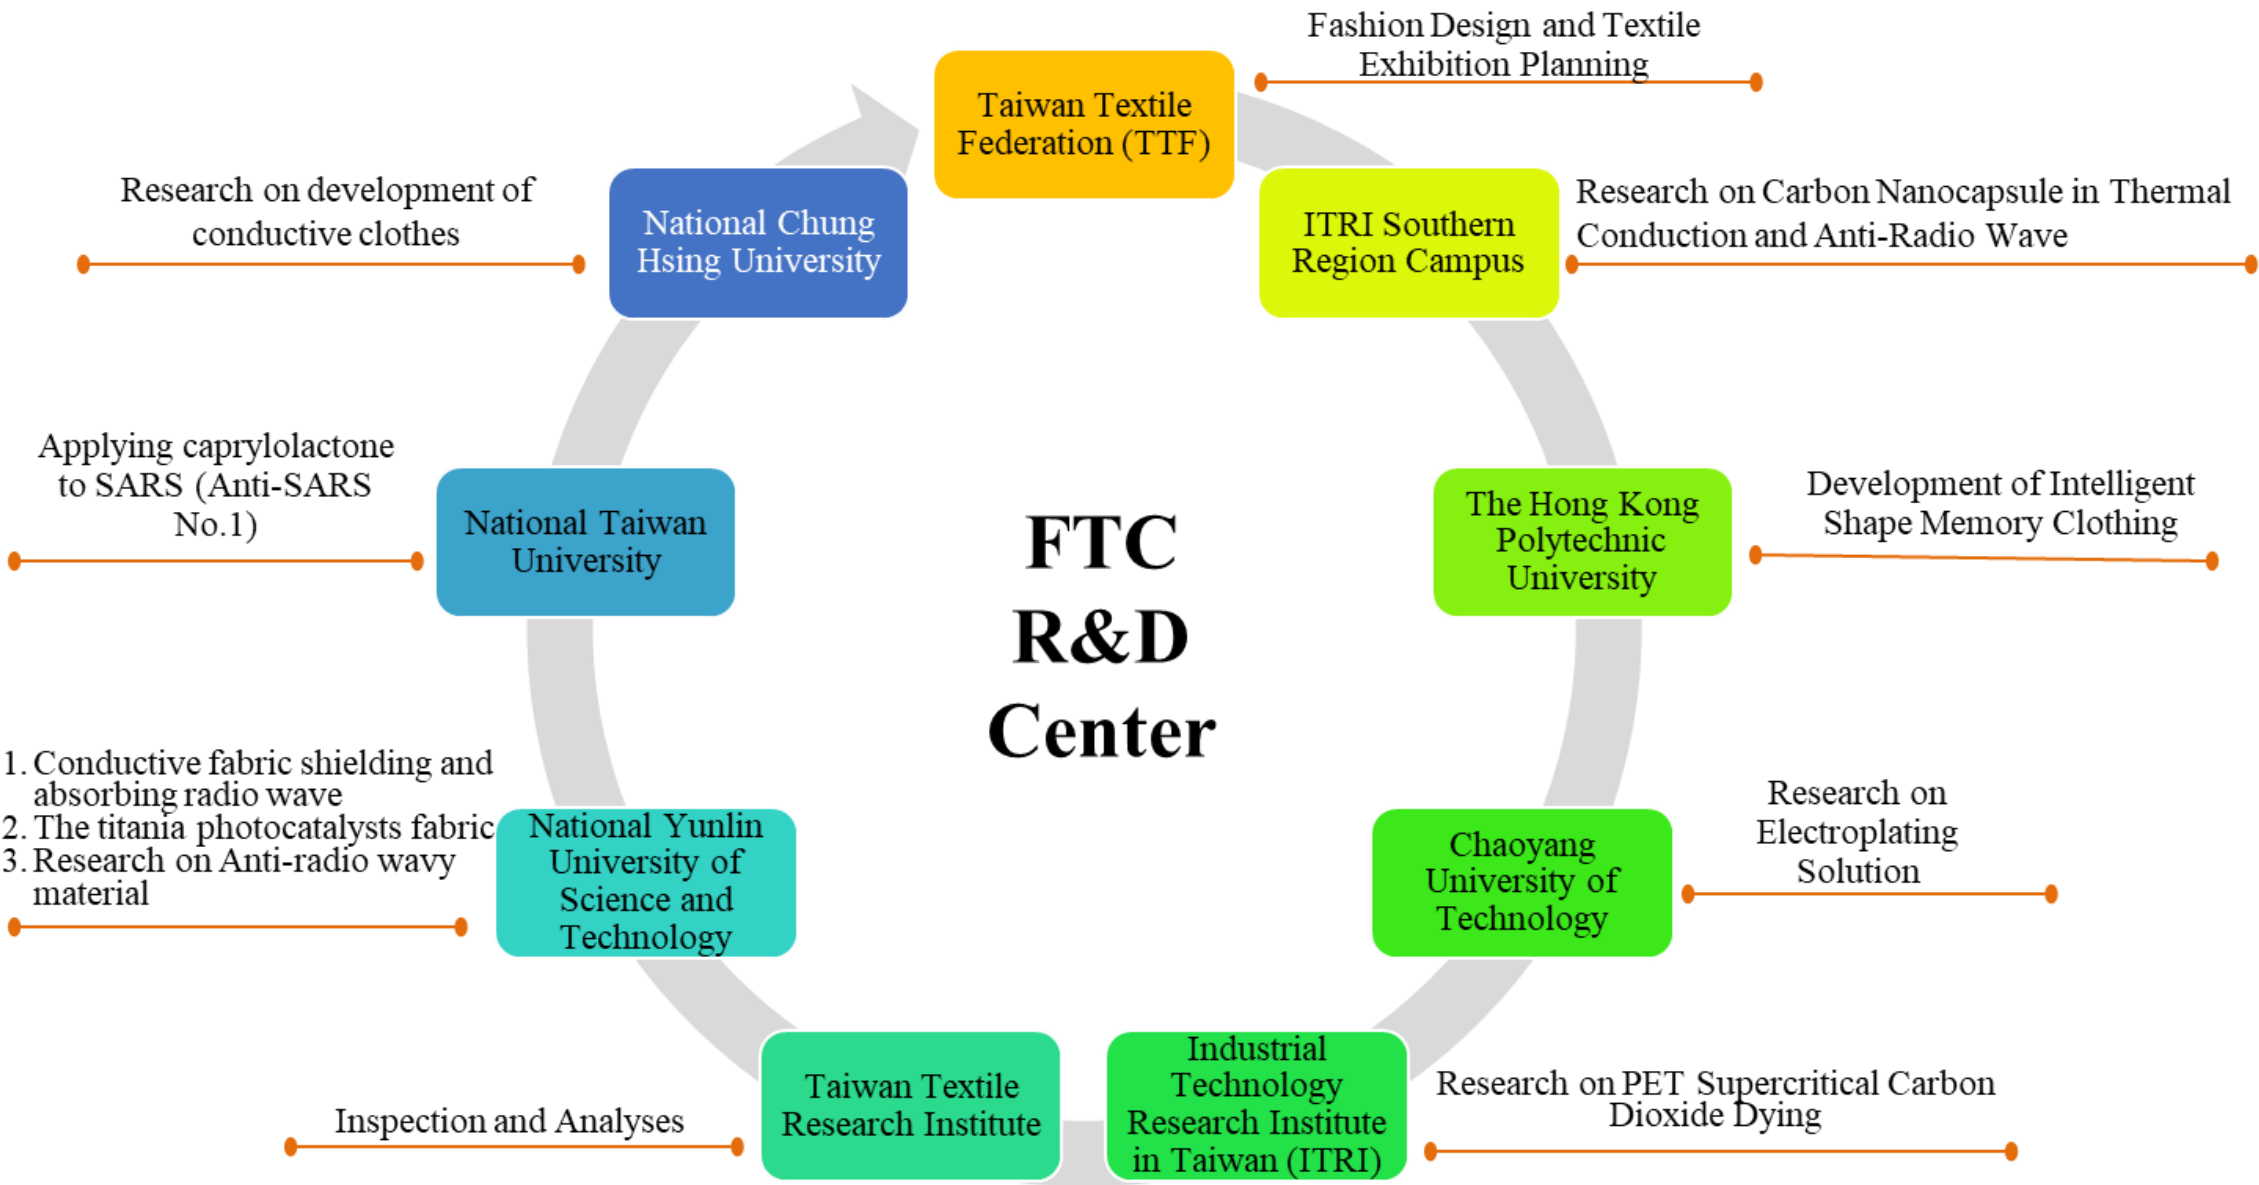 Fashion Design and Textile
Exhibition Planning
Taiwan Textile
Federation (TTF)
Research on Carbon Nanocapsule in Thermal
Conduction and Anti-Radio Wave
ITRI Southern
Region Campus
Development of Intelligent
Shape Memory Clothing
The Hong Kong
Polytechnic
University
Research on
Electroplating
Solution
Chaoyang
University of
Technology
Research on PET Supercritical Carbon
Dioxide Dying
Industrial
Technology
Research Institute
in Taiwan (ITRI)
Taiwan Textile
Research Institute
Inspection and Analyses
National Yunlin
University of
Science and
Technology
1. Conductive fabric shielding and
absorbing radio wave
2. The titania photocatalysts fabric
3. Research on Anti-radio wavy
material
National Taiwan
University
Applying caprylolactone
to SARS (Anti-SARS
No.1)
National Chung
Hsing University
Research on development of
conductive clothes
FTC
R&D
Center